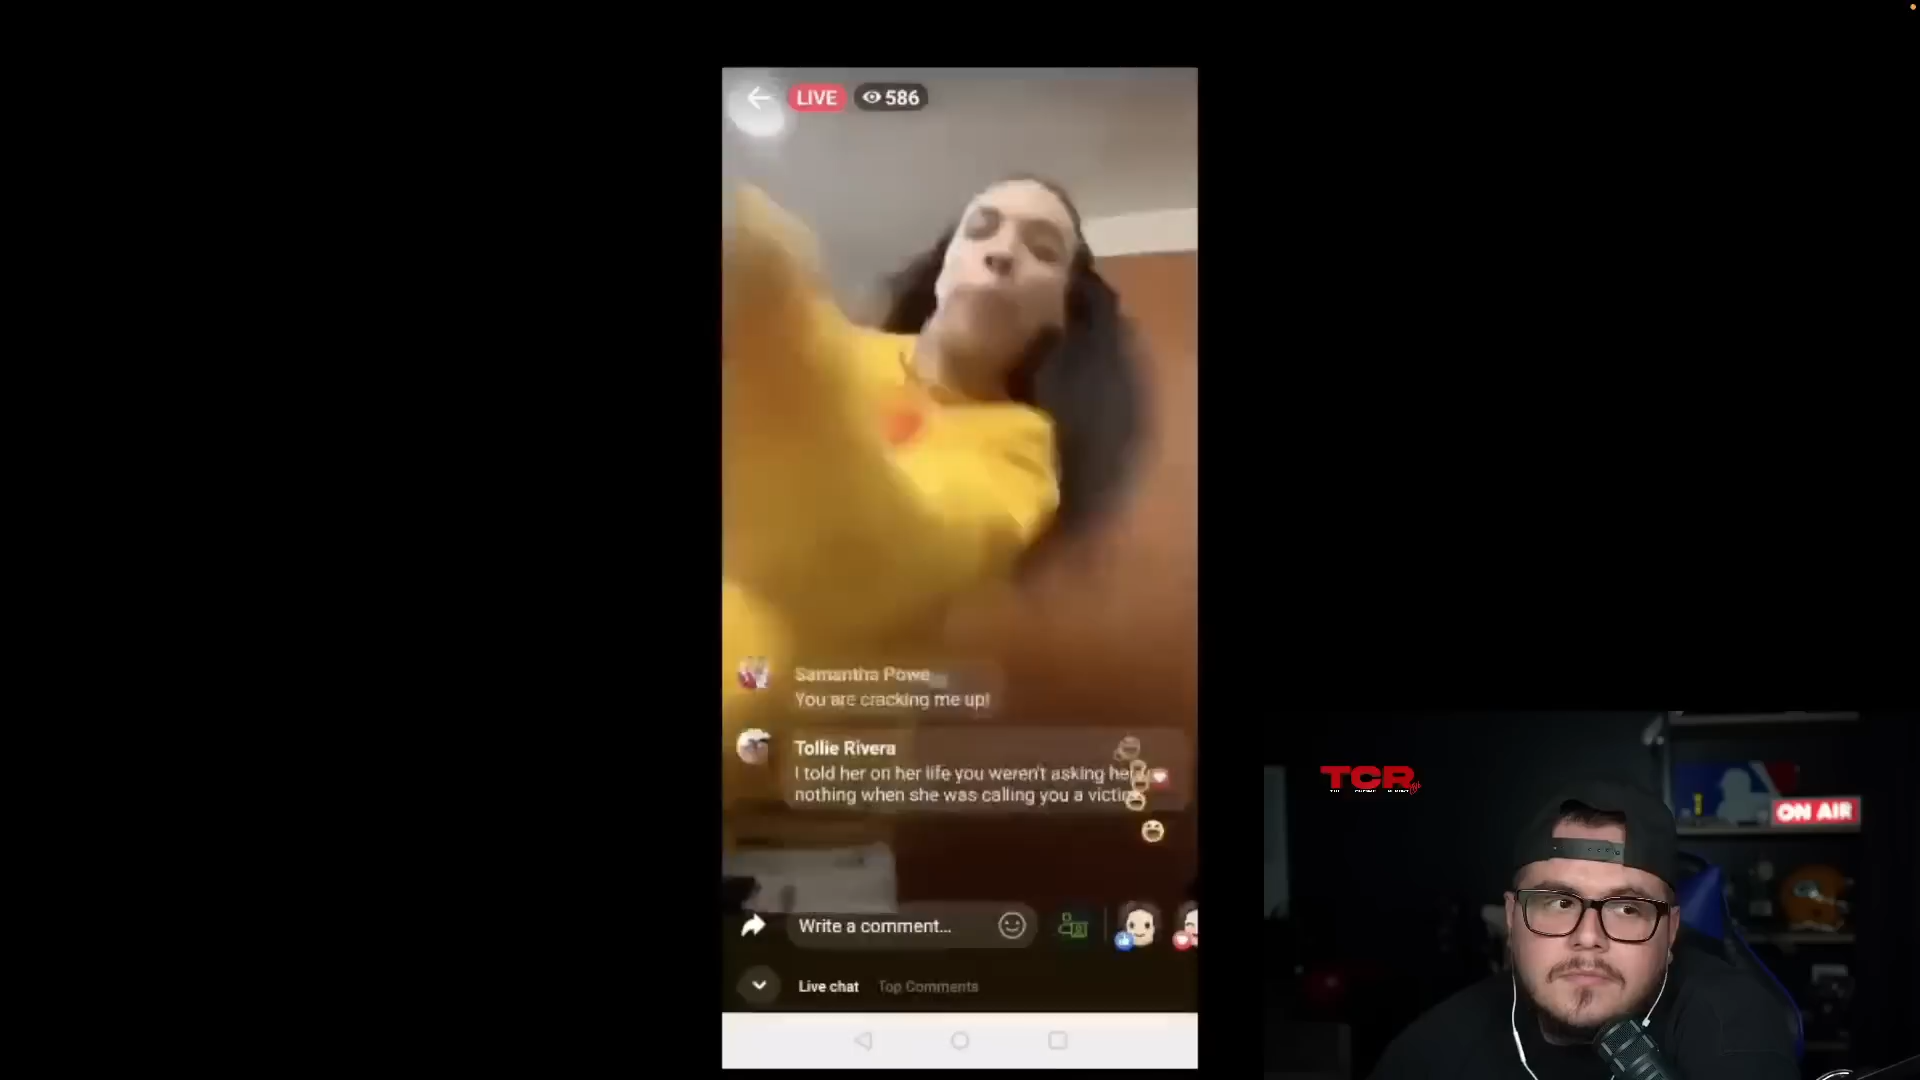 LIVE
586
Samantha Powe
You are cracking me up!
Tollie Rivera
I told her on her life you weren't asking her
nothing when she was calling you a victim
Write a comment...
Live chat Top Comments
TCR
ON AIR